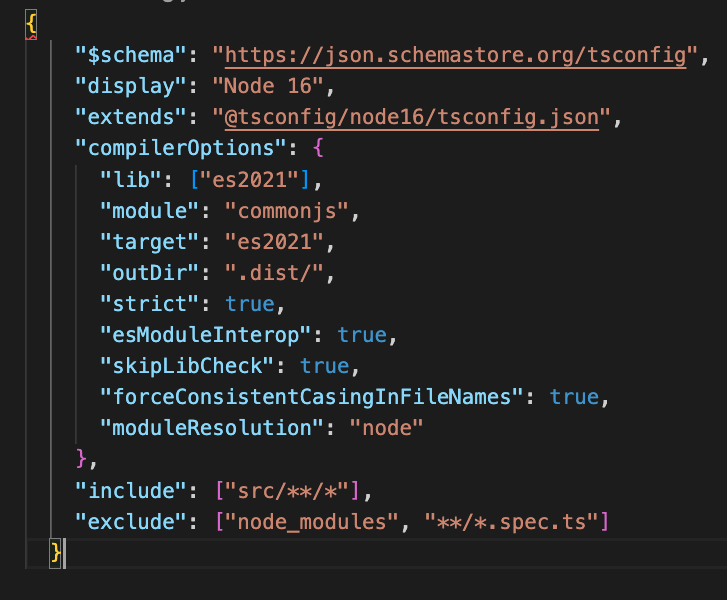 {
"$schema": "https://json.schemastore.org/tsconfig",
"display": "Node 16",
"extends": "@tsconfig/node16/tsconfig.json",
"compilerOptions": {
"lib": ["es2021"],
"module": "commonjs",
"target": "es2021",
"outDir": ".dist/",
"strict": true,
"esModuleInterop": true,
"skipLibCheck": true,
"forceConsistentCasingInFileNames": true,
"moduleResolution": "node"
},
"include": ["src/**/*"],
"exclude": ["node_modules", "**/*.spec.ts"]
}